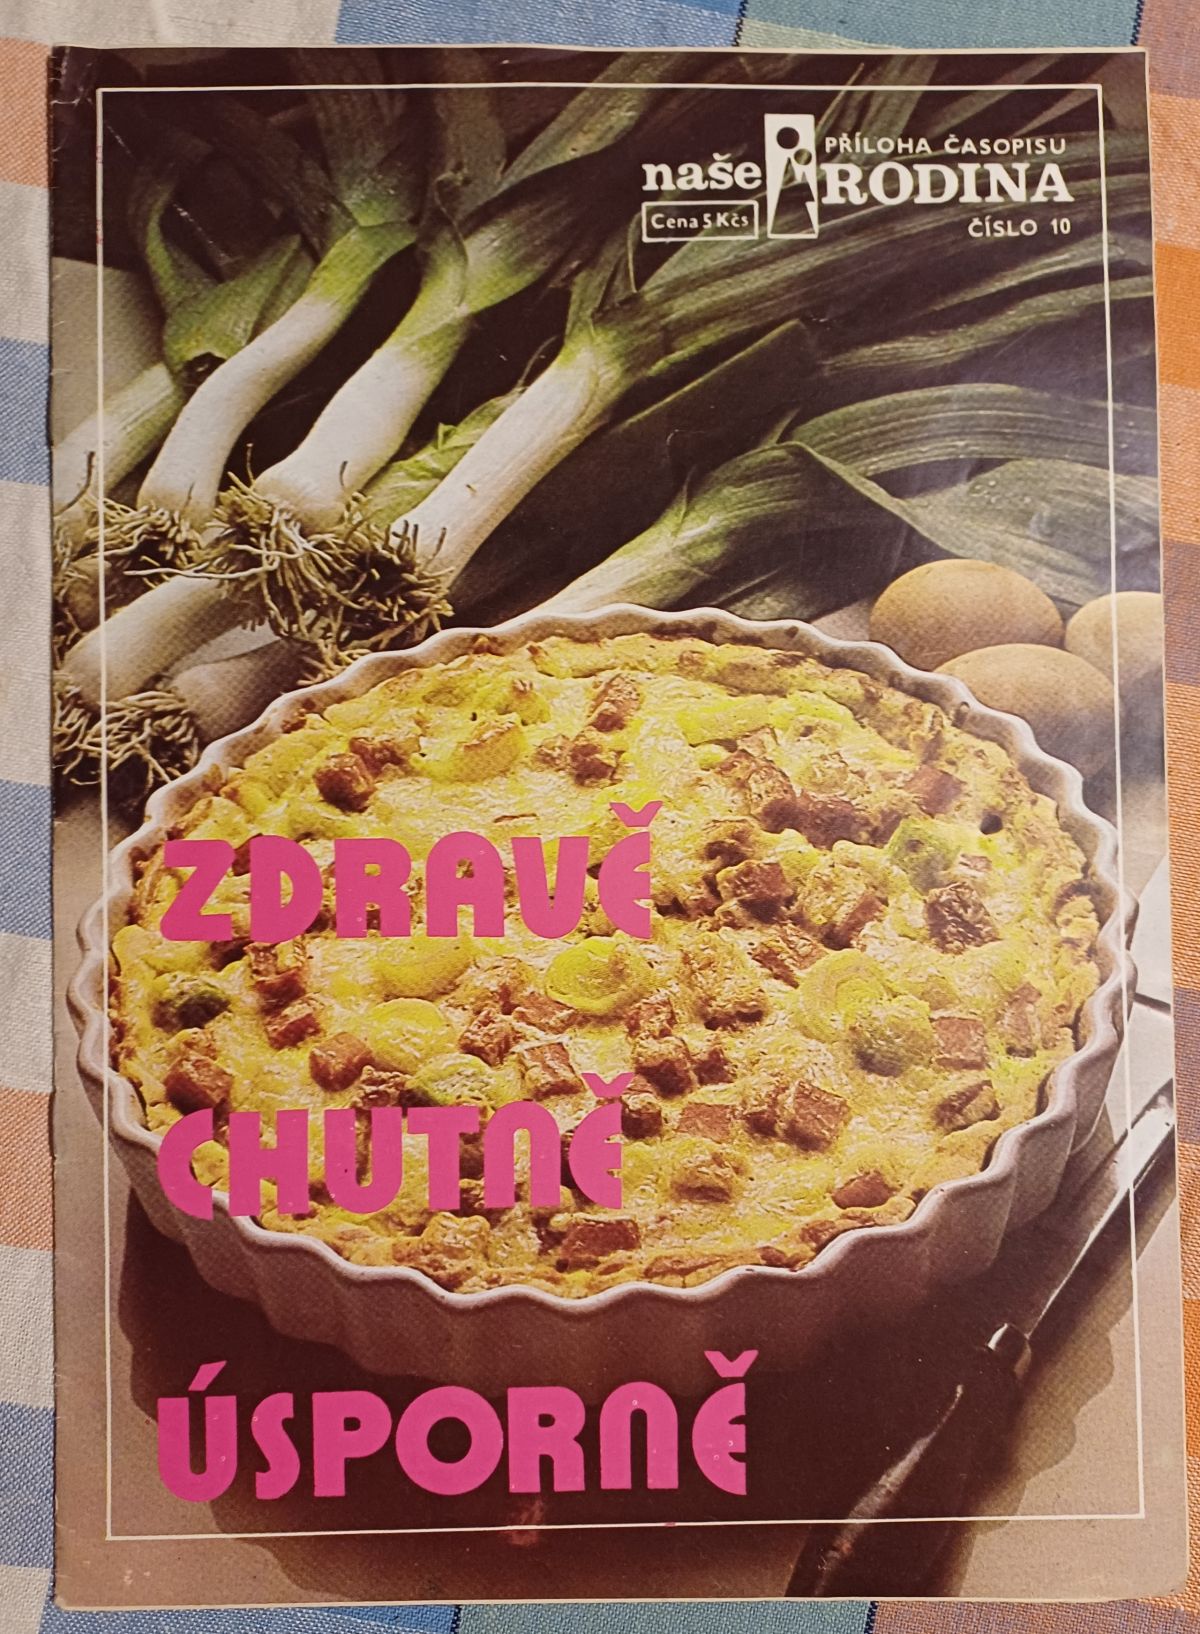 PŘÍLOHA ČASOPISU
naše RODINA
Cena 5 Kčs
ČÍSLO 10
ZDRAVĚ
CHUTNĚ
ÚSPORNĚ